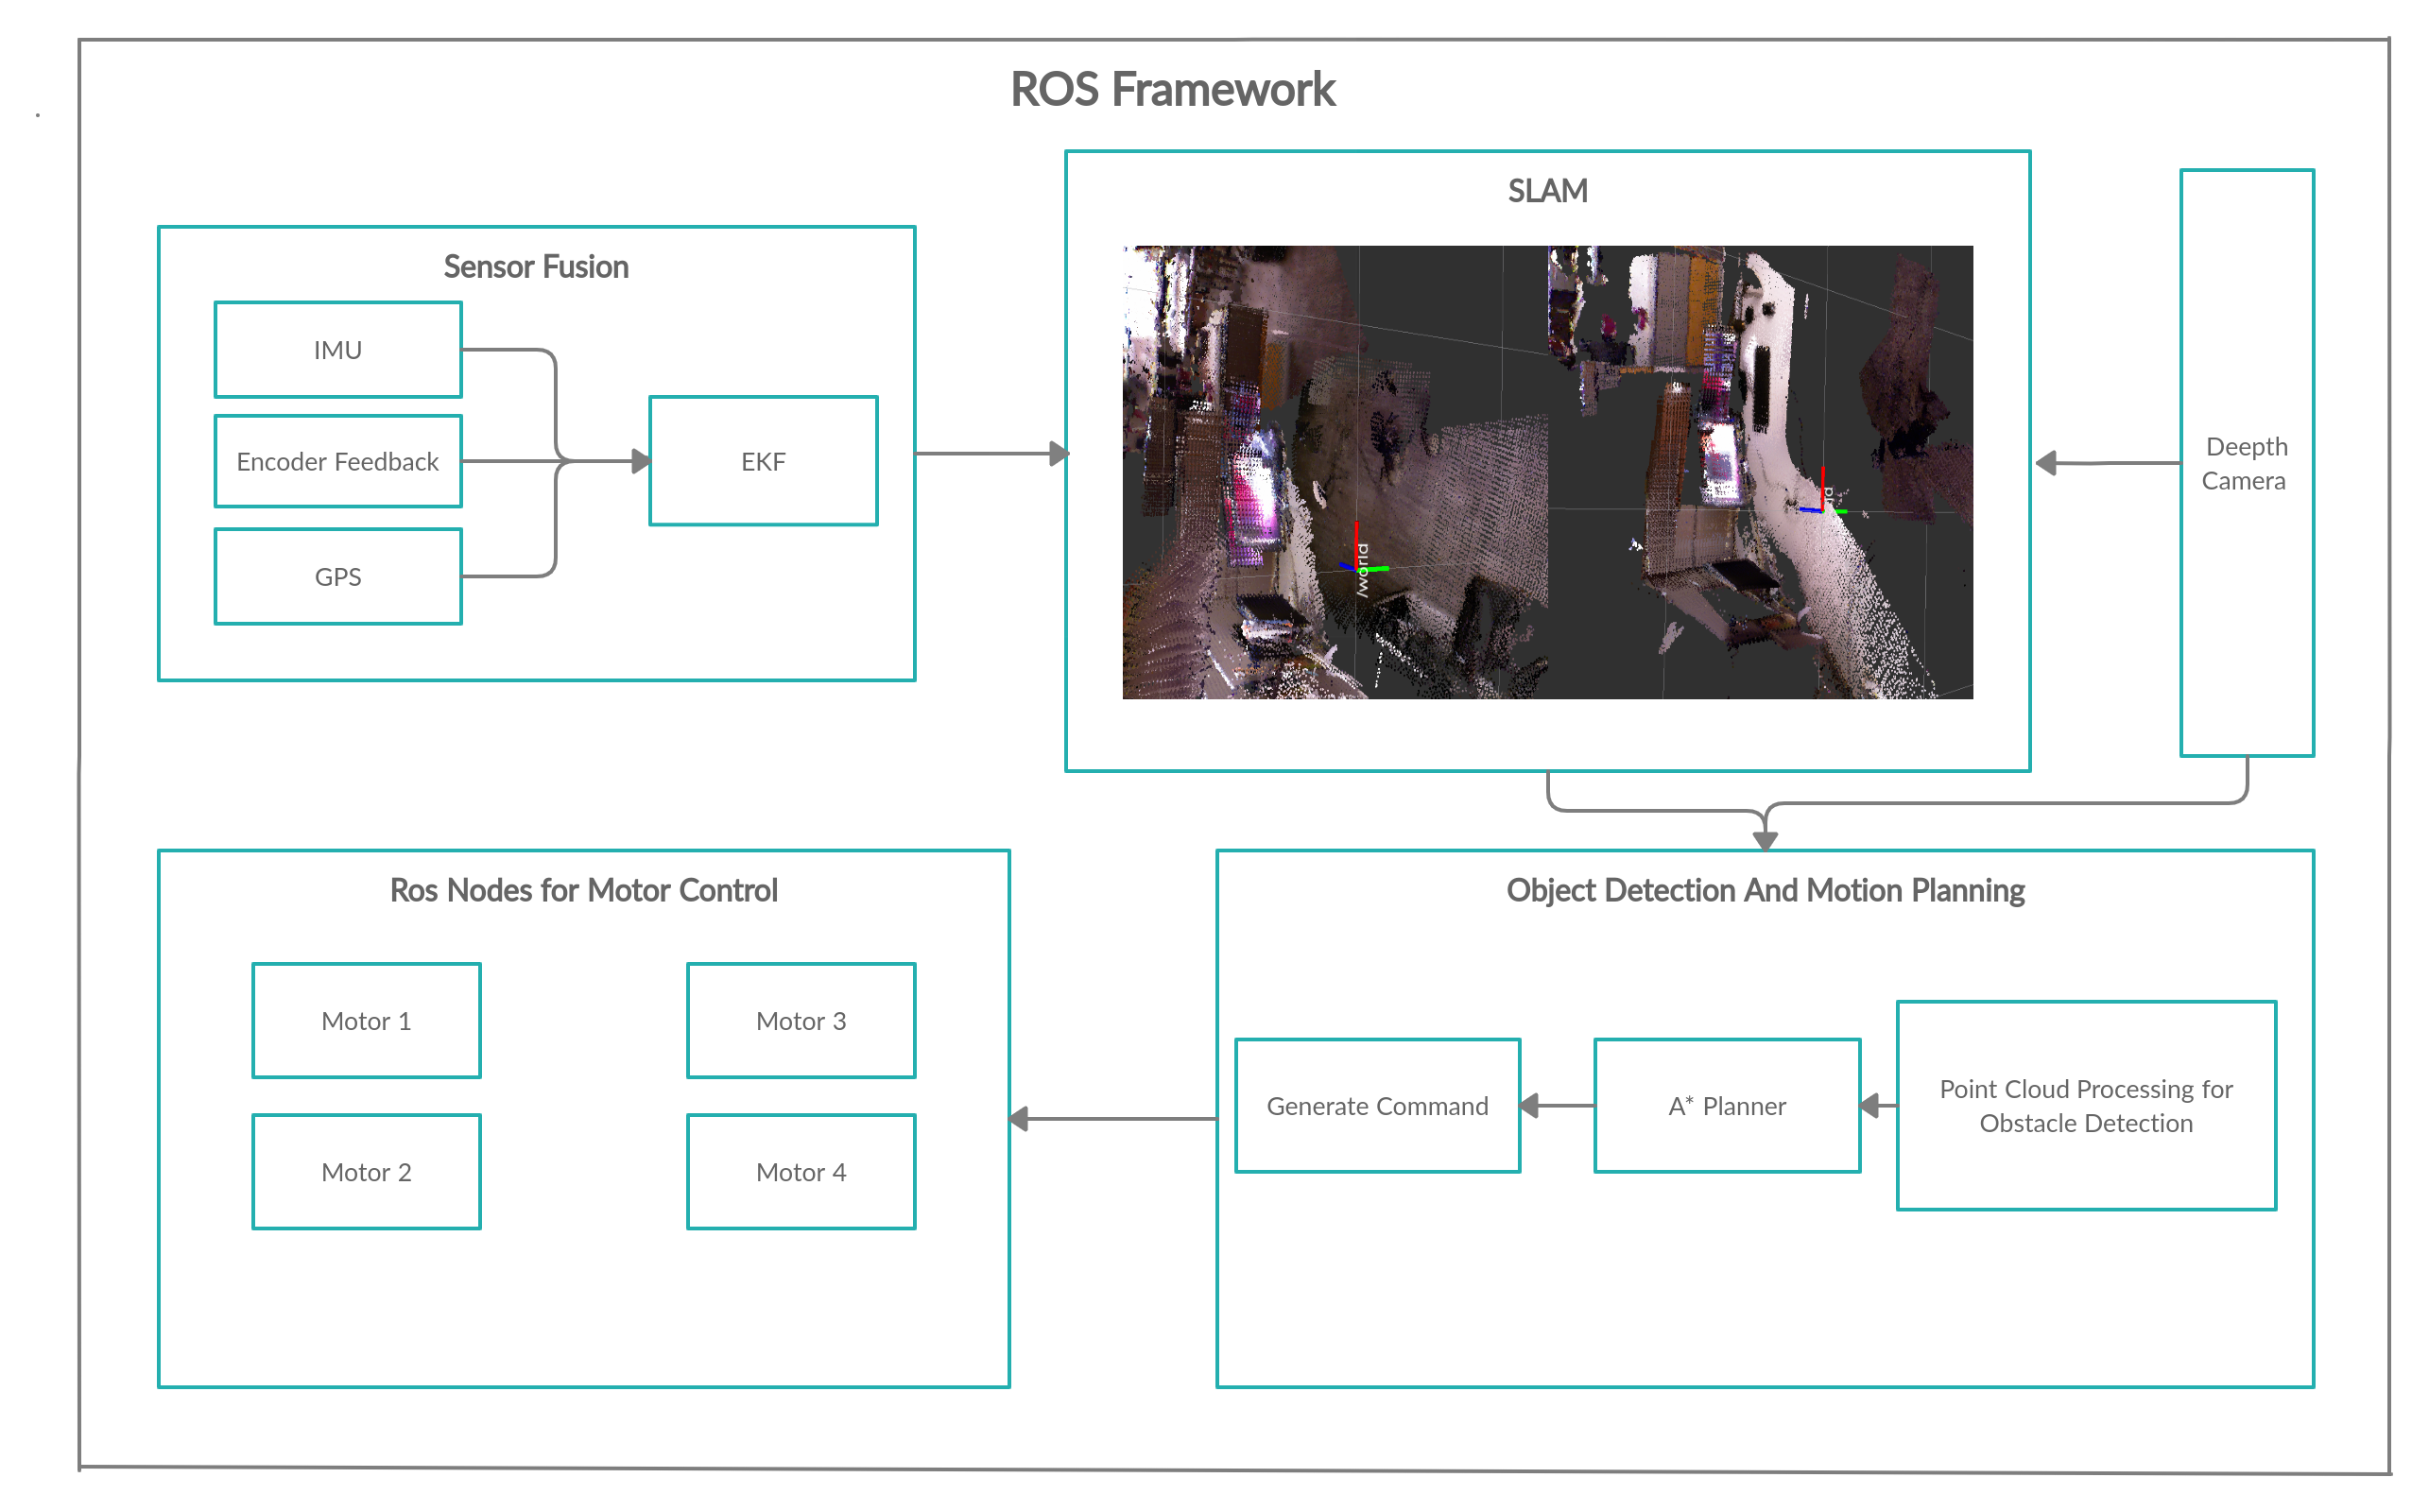 ROS Framework
SLAM
Sensor Fusion
IMU
Encoder Feedback
GPS
EKF
/world
Deepth
Camera
Ros Nodes for Motor Control
Motor 1
Motor 3
Motor 2
Motor 4
Object Detection And Motion Planning
Generate Command
A* Planner
Point Cloud Processing for
Obstacle Detection